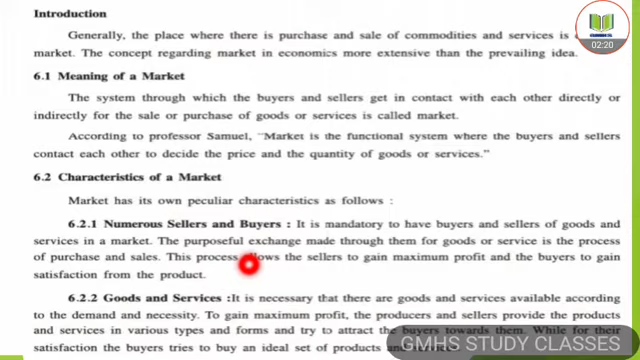 Introduction
02:20
Generally, the place where there is purchase and sale of commodities and services is
market. The concept regarding market in economics more extensive than the prevailing idea.
6.1 Meaning of a Market
The system through which the buyers and sellers get in contact with each other directly or
indirectly for the sale or purchase of goods or services is called market.
According to professor Samuel, "Market is the functional system where the buyers and sellers
contact each other to decide the price and the quantity of goods or services."
6.2 Characteristics of a Market
Market has its own peculiar characteristics as follows :
6.2.1 Numerous Sellers and Buyers : It is mandatory to have buyers and sellers of goods and
services in a market. The purposeful exchange made through them for goods or service is the process
of purchase and sales. This process allows the sellers to gain maximum profit and the buyers to gain
satisfaction from the product.
6.2.2 Goods and Services : It is necessary that there are goods and services available according
to the demand and necessity. To gain maximum profit, the producers and sellers provide the products
and services in various types and forms and try to attract the buyers towards them. While for their
satisfaction the buyers tries to buy an ideal set of products and
GMHS STUDY CLASSES